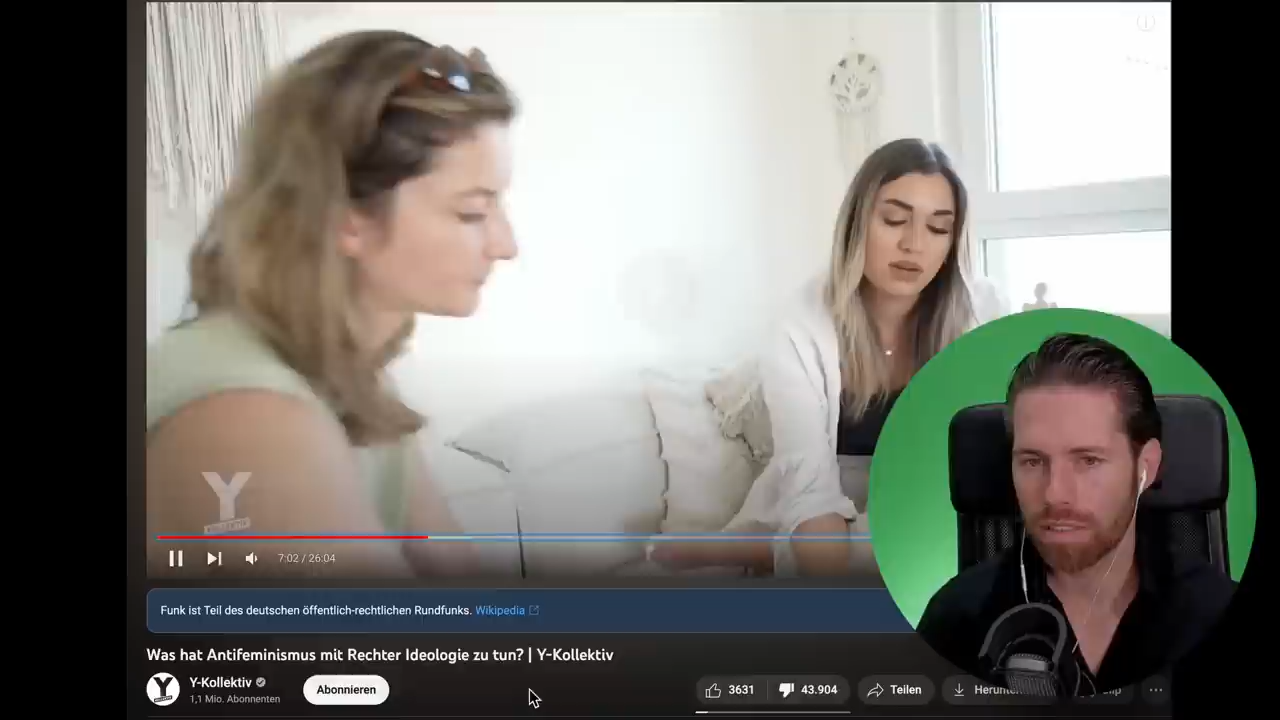 Y
KOLLEKTIV
7:02 / 26:04
Funk ist Teil des deutschen öffentlich-rechtlichen Rundfunks. Wikipedia
Was hat Antifeminismus mit Rechter Ideologie zu tun? | Y-Kollektiv
Y-Kollektiv
1,1 Mio. Abonnenten
Abonnieren
3631
43.904
Teilen